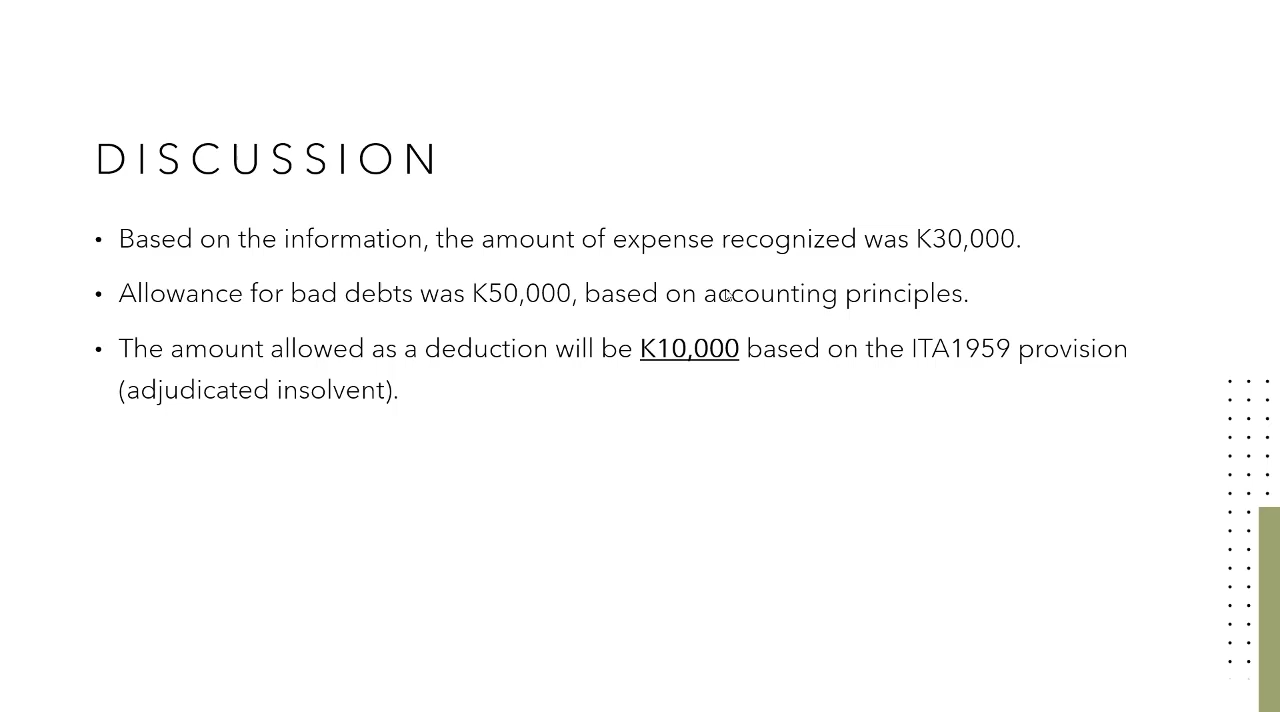 DISCUSSION
• Based on the information, the amount of expense recognized was K30,000.
• Allowance for bad debts was K50,000, based on accounting principles.
• The amount allowed as a deduction will be K10,000 based on the ITA1959 provision
(adjudicated insolvent).